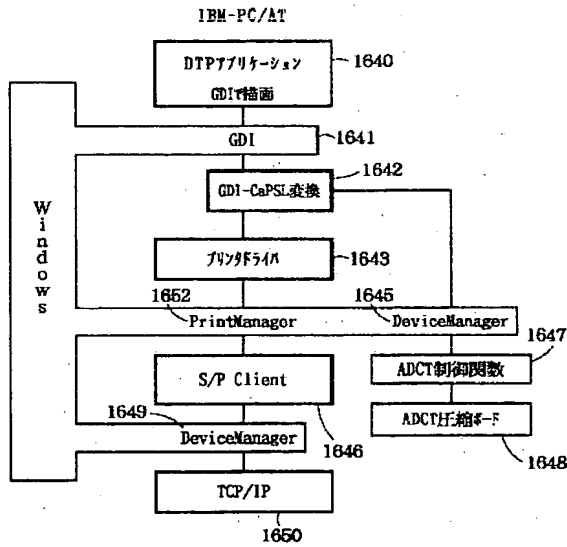 IBM-PC/AT
DTPアプリケーション
GDIで描画
1640
GDI
1641
GDI-CaPSL変換
1642
プリンタドライバ
1643
Windows
1652
PrintManagor
1645
DeviceManager
1647
S/P Client
1646
ADCT制御関数
ADCT圧縮ボード
1648
1649
DeviceManager
TCP/IP
1650